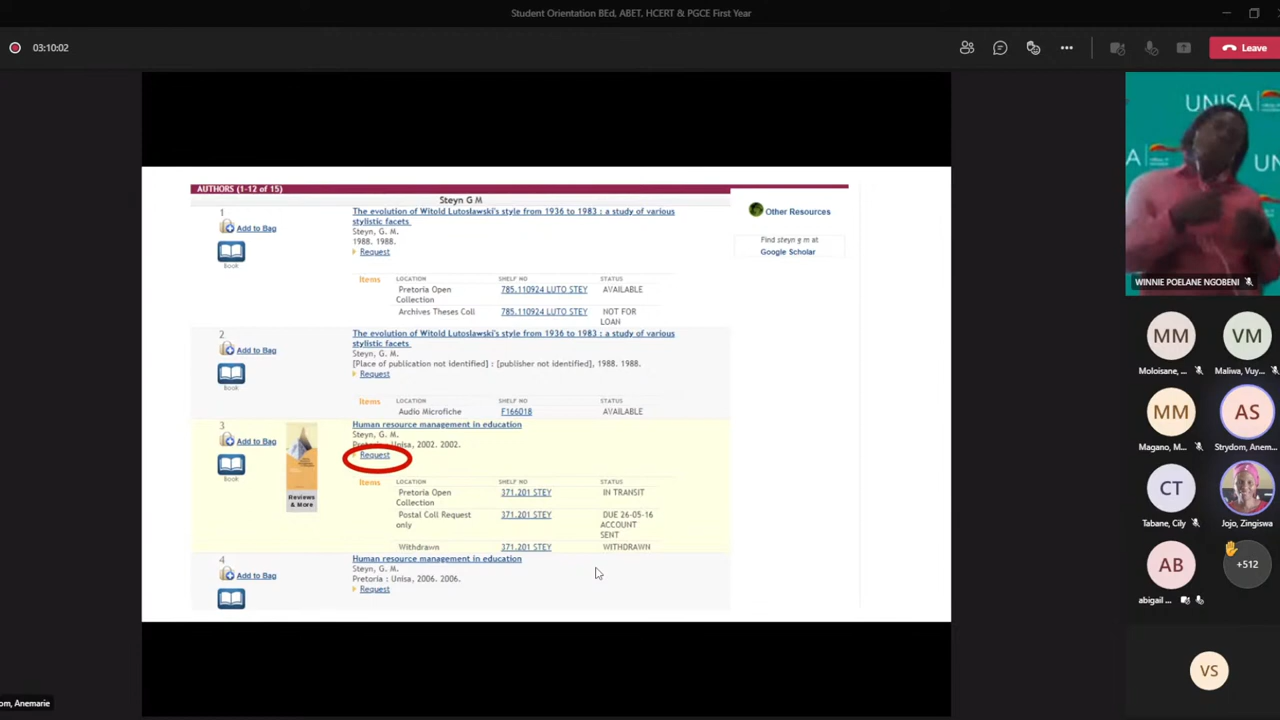 Student Orientation BEd, ABET, HCERT & PGCE First Year
03:10:02
Leave
AUTHORS (1-12 of 15)
Steyn G M
1
Add to Bag
Book
The evolution of Witold Lutosławski's style from 1936 to 1983 : a study of various
stylistic facets
Steyn, G. M.
1988. 1988.
Request
Items LOCATION SHELF NO STATUS
Pretoria Open 785.110924 LUTO STEY AVAILABLE
Collection
Archives Theses Coll 785.110924 LUTO STEY NOT FOR
LOAN
2
Add to Bag
Book
The evolution of Witold Lutosławski's style from 1936 to 1983 : a study of various
stylistic facets
Steyn, G. M.
[Place of publication not identified] : [publisher not identified], 1988. 1988.
Request
Items LOCATION SHELF NO STATUS
Audio Microfiche F166018 AVAILABLE
3
Add to Bag
Book
Reviews
& More
Human resource management in education
Steyn, G. M.
Unisa, 2002. 2002.
Request
Items LOCATION SHELF NO STATUS
Pretoria Open 371.201 STEY IN TRANSIT
Collection
Postal Coll Request 371.201 STEY DUE 26-05-16
only ACCOUNT
SENT
Withdrawn 371.201 STEY WITHDRAWN
4
Add to Bag
Human resource management in education
Steyn, G. M.
Pretoria : Unisa, 2006. 2006.
Request
Other Resources
Find steyn g m at
Google Scholar
UNISA
WINNIE POELANE NGOBENI
MM
Moloisane, ...
VM
Maliwa, Vuy...
MM
Magano, M...
AS
Strydom, Anem...
CT
Tabane, Cily
Jojo, Zingiswa
AB
abigail ...
+512
VS
om, Anemarie